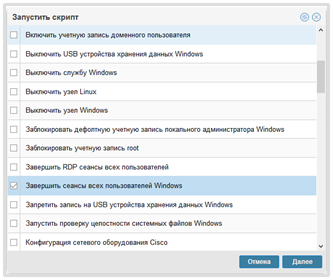 Запустить скрипт
Включить учетную запись доменного пользователя
Выключить USB устройства хранения данных Windows
Выключить службу Windows
Выключить узел Linux
Выключить узел Windows
Заблокировать дефолтную учетную запись локального администратора Windows
Заблокировать учетную запись root
Завершить RDP сеансы всех пользователей
Завершить сеансы всех пользователей Windows
Запретить запись на USB устройства хранения данных Windows
Запустить проверку целостности системных файлов Windows
Конфигурация сетевого оборудования Cisco
Отмена
Далее